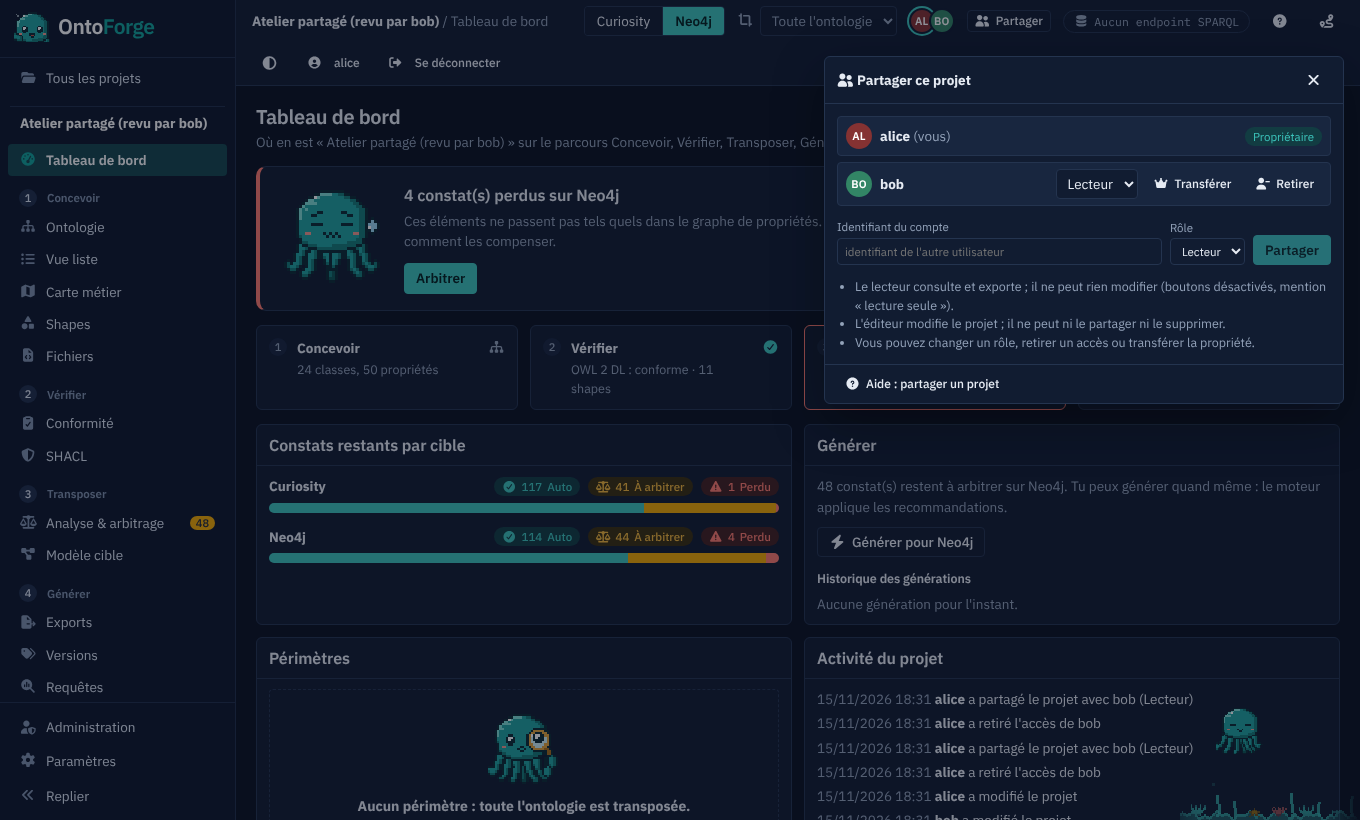 OntoForge
Tous les projets
Atelier partagé (revu par bob)
Tableau de bord
1 Concevoir
Ontologie
Vue liste
Carte métier
Shapes
Fichiers
2 Vérifier
Conformité
SHACL
3 Transposer
Analyse & arbitrage 48
Modèle cible
4 Générer
Exports
Versions
Requêtes
Administration
Paramètres
Replier
Atelier partagé (revu par bob) / Tableau de bord
Curiosity Neo4j
Toute l'ontologie
AL BO
Partager
Aucun endpoint SPARQL
alice
Se déconnecter
Tableau de bord
Où en est « Atelier partagé (revu par bob) » sur le parcours Concevoir, Vérifier, Transposer,
4 constat(s) perdus sur Neo4j
Ces éléments ne passent pas tels quels dans le graphe de propriétés.
comment les compenser.
Arbitrer
1 Concevoir
24 classes, 50 propriétés
2 Vérifier
OWL 2 DL : conforme · 11
shapes
Partager ce projet
AL alice (vous) Propriétaire
BO bob Lecteur Transférer Retirer
Identifiant du compte
identifiant de l'autre utilisateur
Rôle
Lecteur
Partager
• Le lecteur consulte et exporte ; il ne peut rien modifier (boutons désactivés, mention
« lecture seule »).
• L'éditeur modifie le projet ; il ne peut ni le partager ni le supprimer.
• Vous pouvez changer un rôle, retirer un accès ou transférer la propriété.
Aide : partager un projet
Constats restants par cible
Curiosity 117 Auto 41 À arbitrer 1 Perdu
Neo4j 114 Auto 44 À arbitrer 4 Perdu
Générer
48 constat(s) restent à arbitrer sur Neo4j. Tu peux générer quand même : le moteur
applique les recommandations.
Générer pour Neo4j
Historique des générations
Aucune génération pour l'instant.
Périmètres
Aucun périmètre : toute l'ontologie est transposée.
Activité du projet
15/11/2026 18:31 alice a partagé le projet avec bob (Lecteur)
15/11/2026 18:31 alice a retiré l'accès de bob
15/11/2026 18:31 alice a partagé le projet avec bob (Lecteur)
15/11/2026 18:31 alice a retiré l'accès de bob
15/11/2026 18:31 alice a modifié le projet
15/11/2026 18:31 bob a modifié le projet